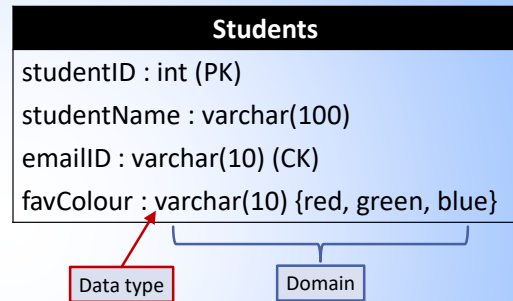 Students
studentID : int (PK)
studentName : varchar(100)
emailID : varchar(10) (CK)
favColour : varchar(10) {red, green, blue}
Data type
Domain